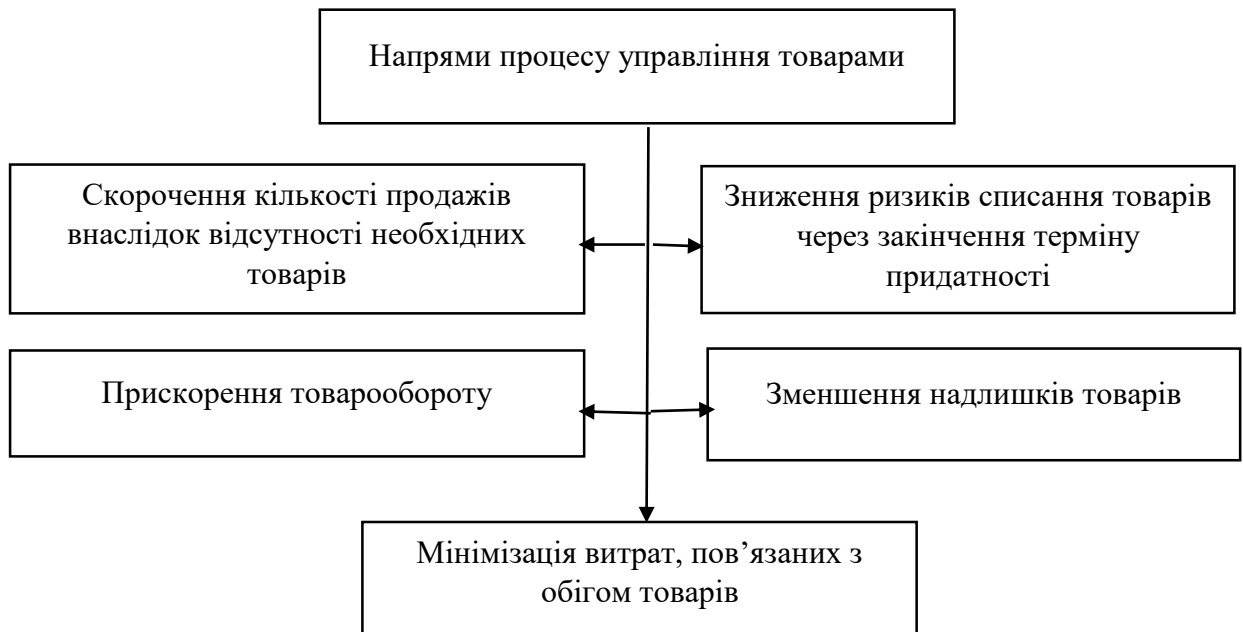 Напрями процесу управління товарами
Скорочення кількості продажів
внаслідок відсутності необхідних
товарів
Зниження ризиків списання товарів
через закінчення терміну
придатності
Прискорення товарообороту
Зменшення надлишків товарів
Мінімізація витрат, пов’язаних з
обігом товарів